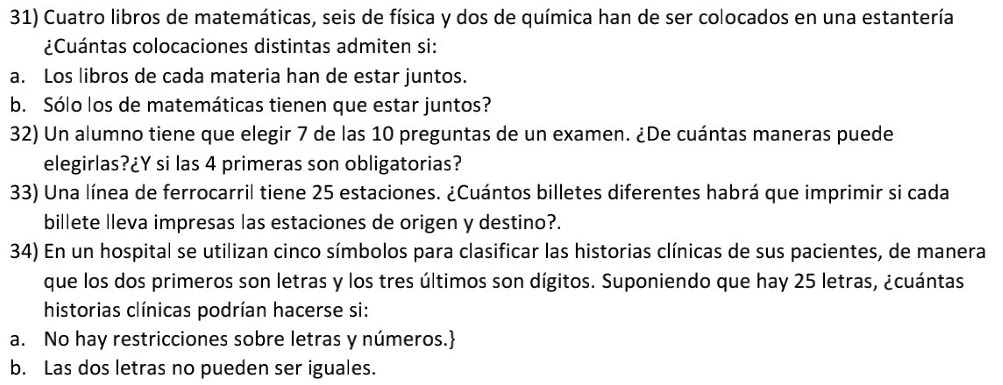 31) Cuatro libros de matemáticas, seis de física y dos de química han de ser colocados en una estantería
¿Cuántas colocaciones distintas admiten si:
a. Los libros de cada materia han de estar juntos.
b. Sólo los de matemáticas tienen que estar juntos?
32) Un alumno tiene que elegir 7 de las 10 preguntas de un examen. ¿De cuántas maneras puede
elegirlas?¿Y si las 4 primeras son obligatorias?
33) Una línea de ferrocarril tiene 25 estaciones. ¿Cuántos billetes diferentes habrá que imprimir si cada
billete lleva impresas las estaciones de origen y destino?.
34) En un hospital se utilizan cinco símbolos para clasificar las historias clínicas de sus pacientes, de manera
que los dos primeros son letras y los tres últimos son dígitos. Suponiendo que hay 25 letras, ¿cuántas
historias clínicas podrían hacerse si:
a. No hay restricciones sobre letras y números.}
b. Las dos letras no pueden ser iguales.